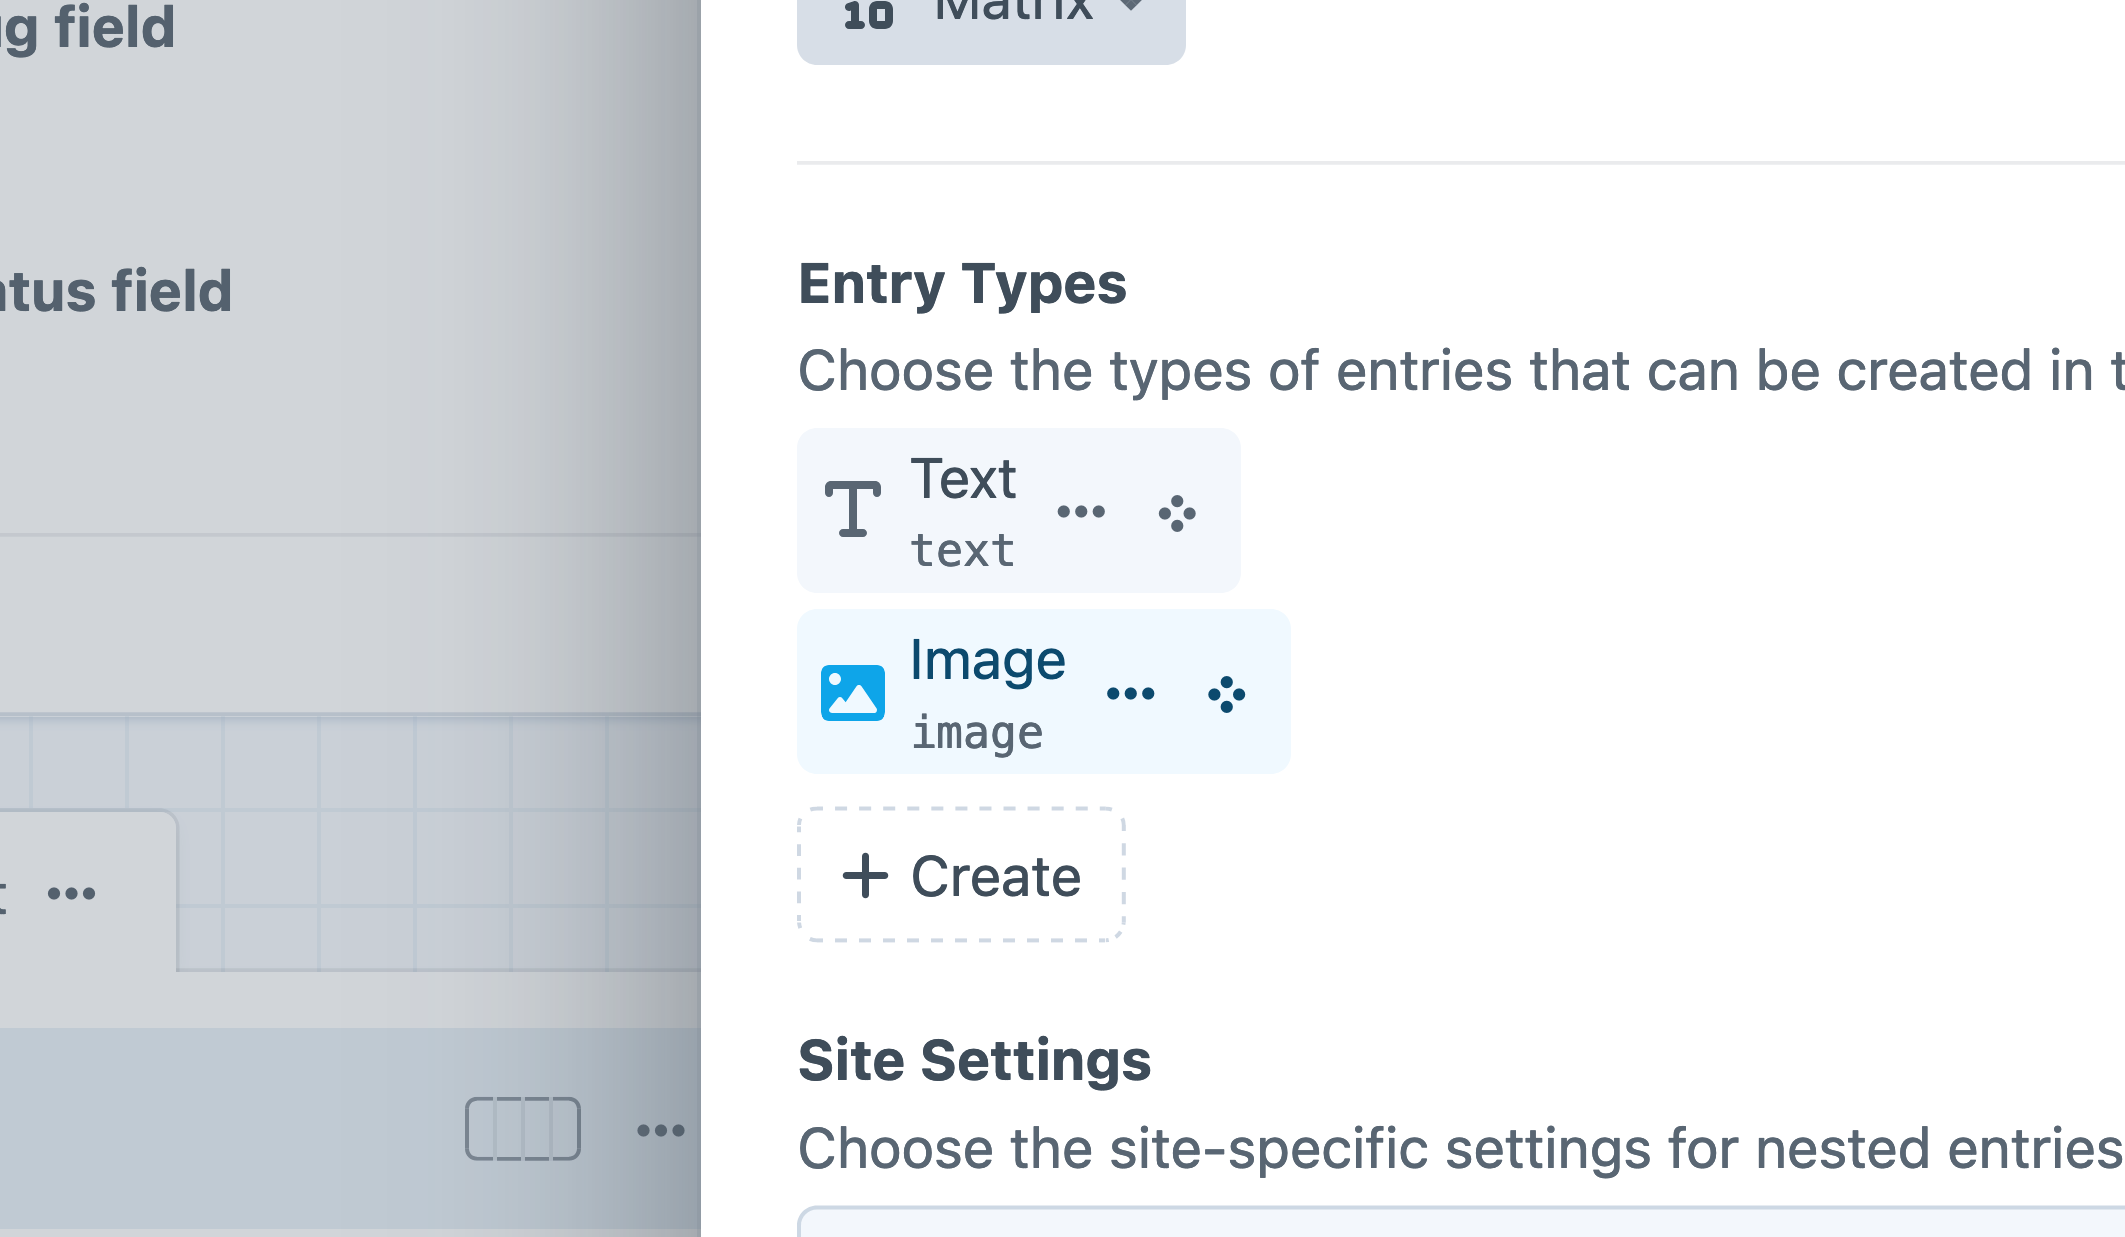 g field
tus field
Matrix
Entry Types
Choose the types of entries that can be created in t
Text
text
Image
image
+ Create
Site Settings
Choose the site-specific settings for nested entries